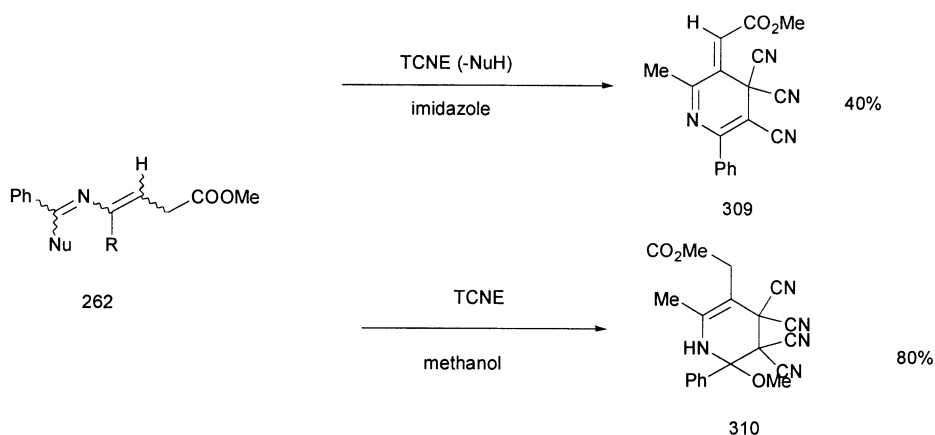 H
CO₂Me
TCNE (-NuH)
CN
Me
CN
imidazole
40%
N
CN
H
Ph
Ph
N
COOMe
309
Nu
R
CO₂Me
262
TCNE
CN
Me
CN
methanol
HN
CN
80%
CN
Ph
OMe
310